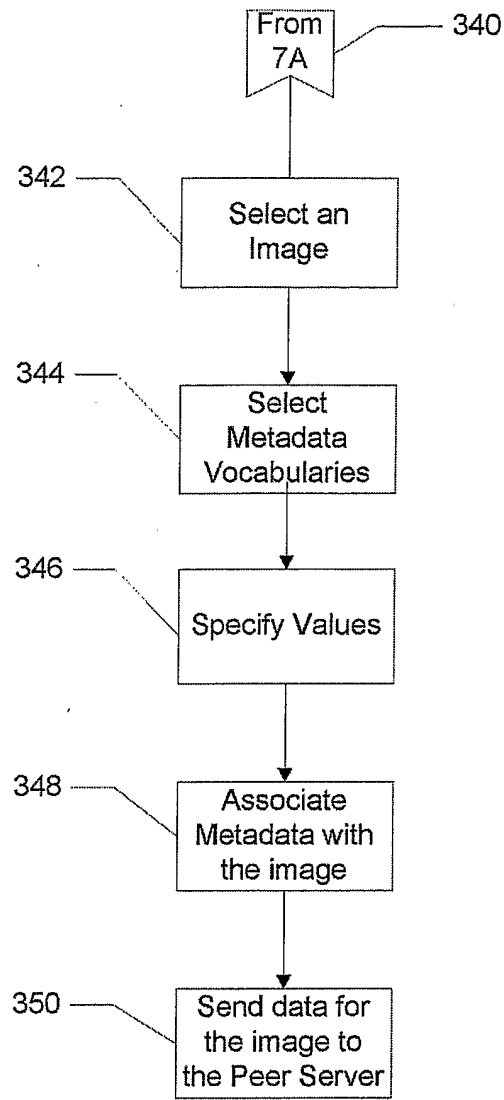 From
7A
340
342
Select an
Image
344
Select
Metadata
Vocabularies
346
Specify Values
348
Associate
Metadata with
the image
350
Send data for
the image to
the Peer Server